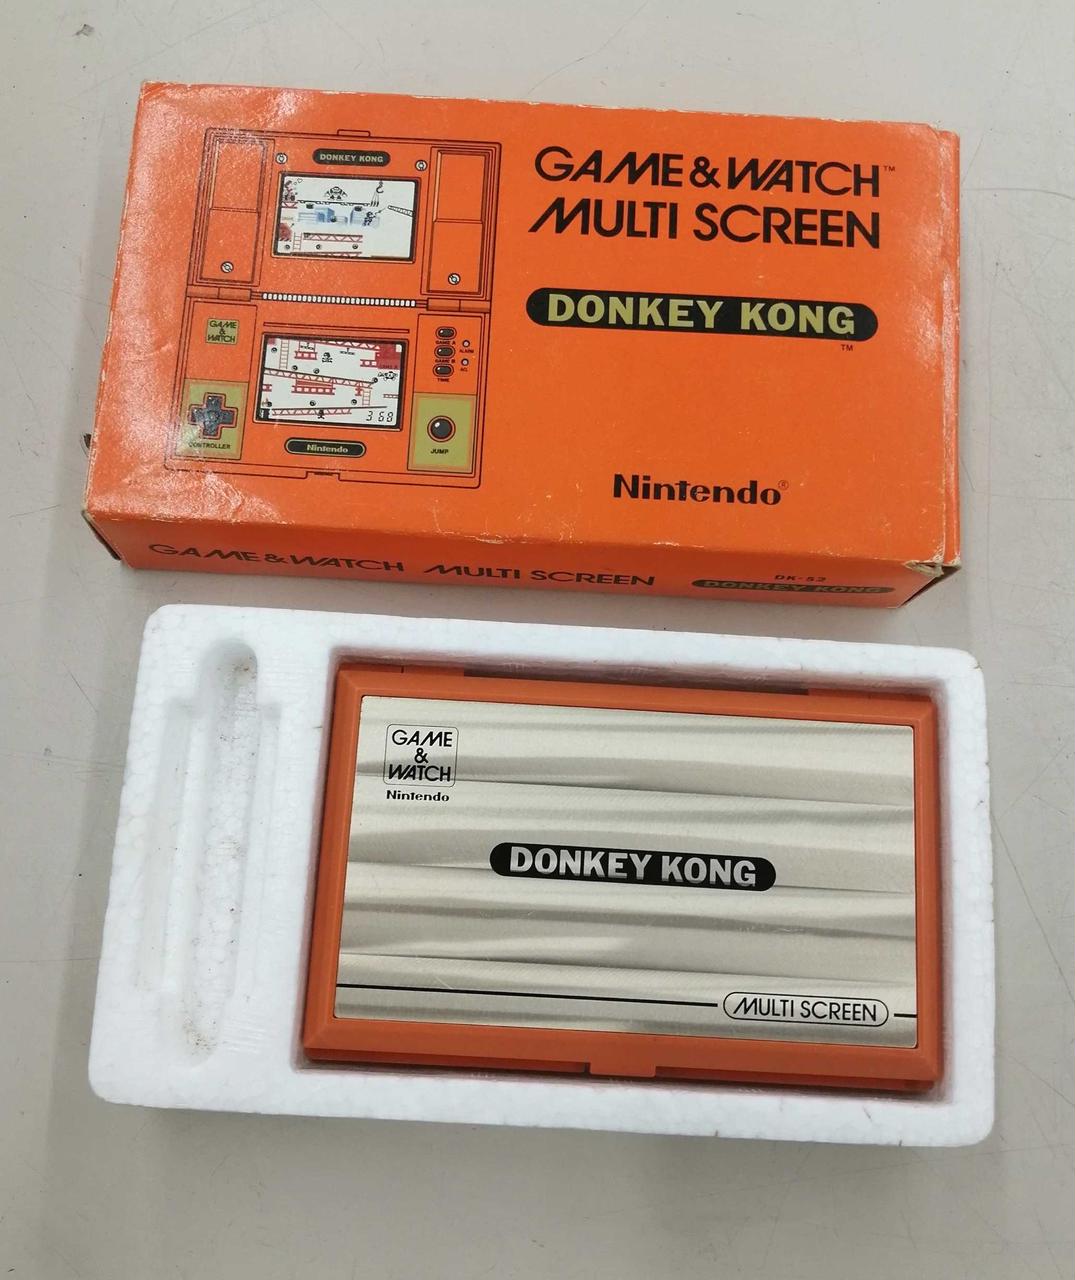 DONKEY KONG
GAME
&
WATCH
GAME A
ALARM
GAME B
ACL
TIME
368
CONTROLLER
Nintendo
JUMP
GAME & WATCH™
MULTI SCREEN
DONKEY KONG
™
Nintendo®
GAME & WATCH MULTI SCREEN
DK-52
DONKEY KONG
GAME
&
WATCH
Nintendo
DONKEY KONG
MULTI SCREEN